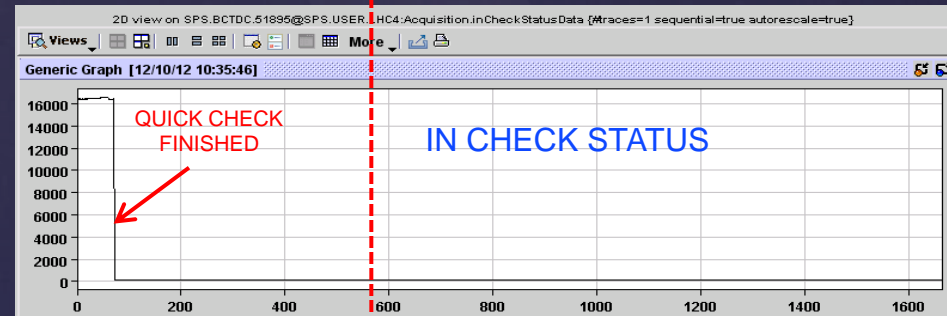 2D view on SPS.BCTDC.51895@SPS.USER.LHC4:Acquisition.inCheckStatusData {#traces=1 sequential=true autorescale=true}
Views More
Generic Graph [12/10/12 10:35:46]
16000
14000
12000
10000
8000
6000
4000
2000
0
QUICK CHECK
FINISHED
IN CHECK STATUS
0 200 400 600 800 1000 1200 1400 1600